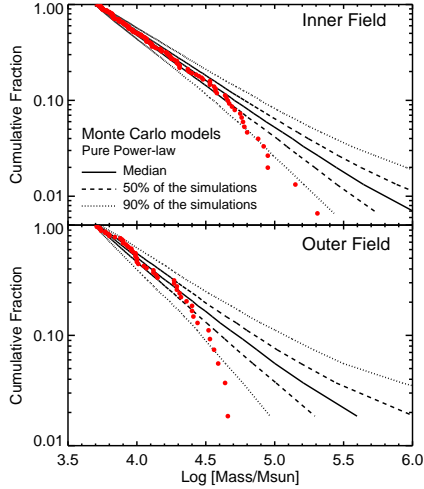 Inner Field
1.00
0.10
0.01
Cumulative Fraction
Monte Carlo models
Pure Power-law
Median
50% of the simulations
90% of the simulations
Outer Field
1.00
0.10
0.01
Cumulative Fraction
3.5 4.0 4.5 5.0 5.5 6.0
Log [Mass/Msun]